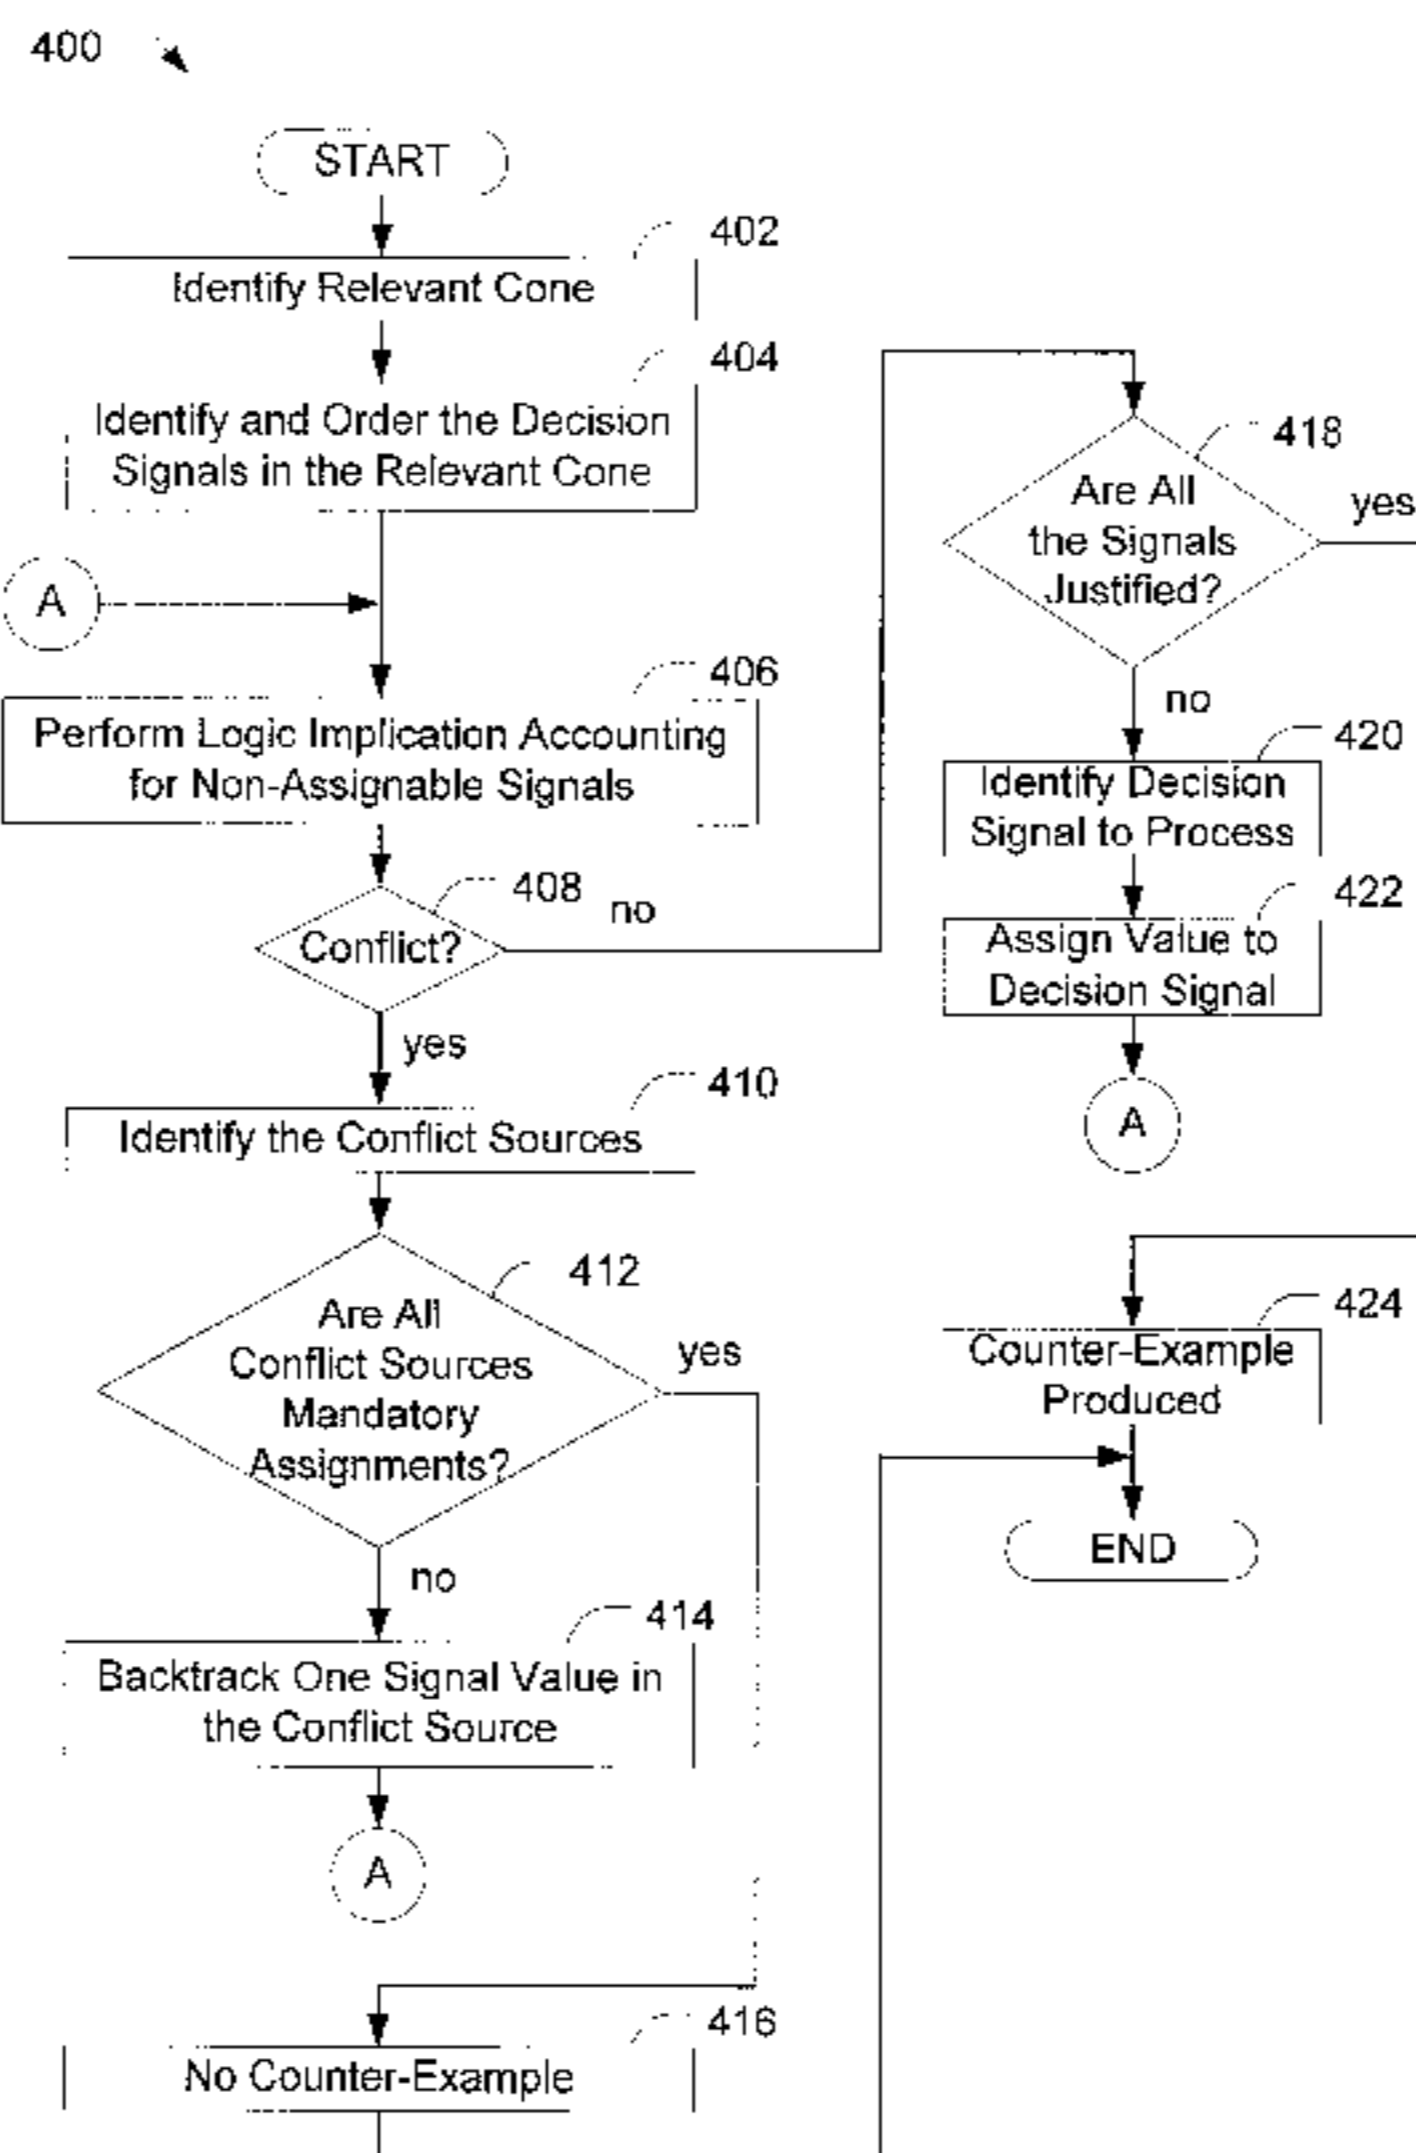 400
START
402
Identify Relevant Cone
404
Identify and Order the Decision
Signals in the Relevant Cone
A
406
Perform Logic Implication Accounting
for Non-Assignable Signals
408
no
Conflict?
yes
410
Identify the Conflict Sources
412
Are All
Conflict Sources
Mandatory
Assignments?
yes
no
414
Backtrack One Signal Value in
the Conflict Source
A
416
No Counter-Example
418
Are All
the Signals
Justified?
yes
no
420
Identify Decision
Signal to Process
422
Assign Value to
Decision Signal
A
424
Counter-Example
Produced
END